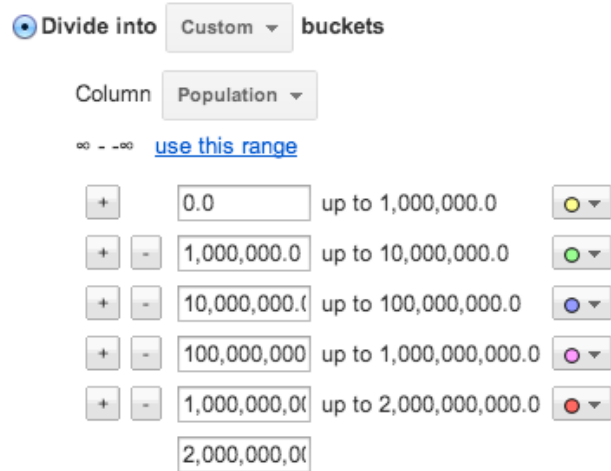 Divide into Custom buckets
Column Population
∞ - -∞ use this range
+ 0.0 up to 1,000,000.0
+ - 1,000,000.0 up to 10,000,000.0
+ - 10,000,000.( up to 100,000,000.0
+ - 100,000,000 up to 1,000,000,000.0
+ - 1,000,000,0( up to 2,000,000,000.0
2,000,000,0(